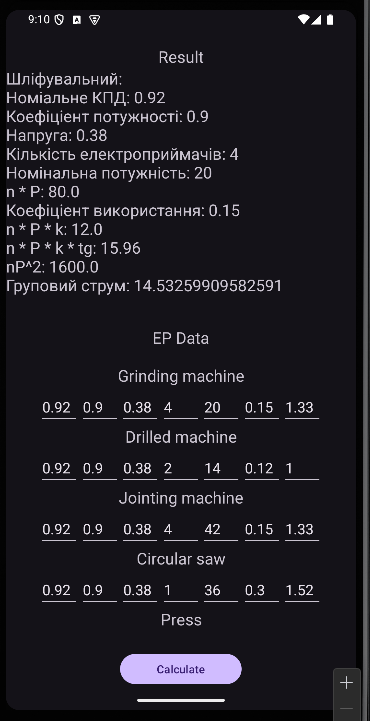 9:10
Result
Шліфувальний:
Номіальне КПД: 0.92
Коефіціент потужності: 0.9
Напруга: 0.38
Кількість електроприймачів: 4
Номінальна потужність: 20
n * P: 80.0
Коефіціент використання: 0.15
n * P * k: 12.0
n * P * k * tg: 15.96
nP^2: 1600.0
Груповий струм: 14.53259909582591
EP Data
Grinding machine
0.92 0.9 0.38 4 20 0.15 1.33
Drilled machine
0.92 0.9 0.38 2 14 0.12 1
Jointing machine
0.92 0.9 0.38 4 42 0.15 1.33
Circular saw
0.92 0.9 0.38 1 36 0.3 1.52
Press
Calculate